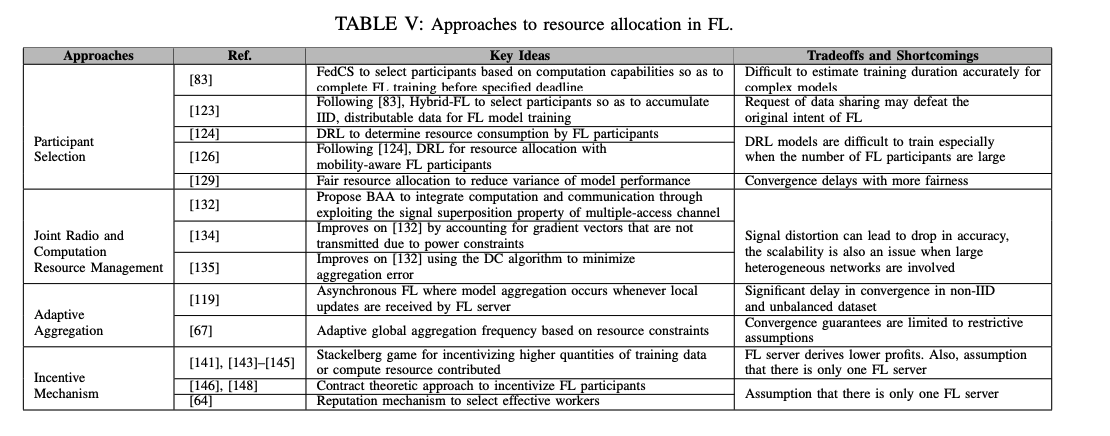 TABLE V: Approaches to resource allocation in FL.
Approaches Ref. Key Ideas Tradeoffs and Shortcomings
Participant
Selection
[83]
FedCS to select participants based on computation capabilities so as to
complete FL training before specified deadline
Difficult to estimate training duration accurately for
complex models
[123]
Following [83], Hybrid-FL to select participants so as to accumulate
IID, distributable data for FL model training
Request of data sharing may defeat the
original intent of FL
[124]
DRL to determine resource consumption by FL participants
DRL models are difficult to train especially
when the number of FL participants are large
[126]
Following [124], DRL for resource allocation with
mobility-aware FL participants
[129]
Fair resource allocation to reduce variance of model performance
Convergence delays with more fairness
Joint Radio and
Computation
Resource Management
[132]
Propose BAA to integrate computation and communication through
exploiting the signal superposition property of multiple-access channel
Signal distortion can lead to drop in accuracy,
the scalability is also an issue when large
heterogeneous networks are involved
[134]
Improves on [132] by accounting for gradient vectors that are not
transmitted due to power constraints
[135]
Improves on [132] using the DC algorithm to minimize
aggregation error
Adaptive
Aggregation
[119]
Asynchronous FL where model aggregation occurs whenever local
updates are received by FL server
Significant delay in convergence in non-IID
and unbalanced dataset
[67]
Adaptive global aggregation frequency based on resource constraints
Convergence guarantees are limited to restrictive
assumptions
Incentive
Mechanism
[141], [143]–[145]
Stackelberg game for incentivizing higher quantities of training data
or compute resource contributed
FL server derives lower profits. Also, assumption
that there is only one FL server
[146], [148]
Contract theoretic approach to incentivize FL participants
Assumption that there is only one FL server
[64]
Reputation mechanism to select effective workers